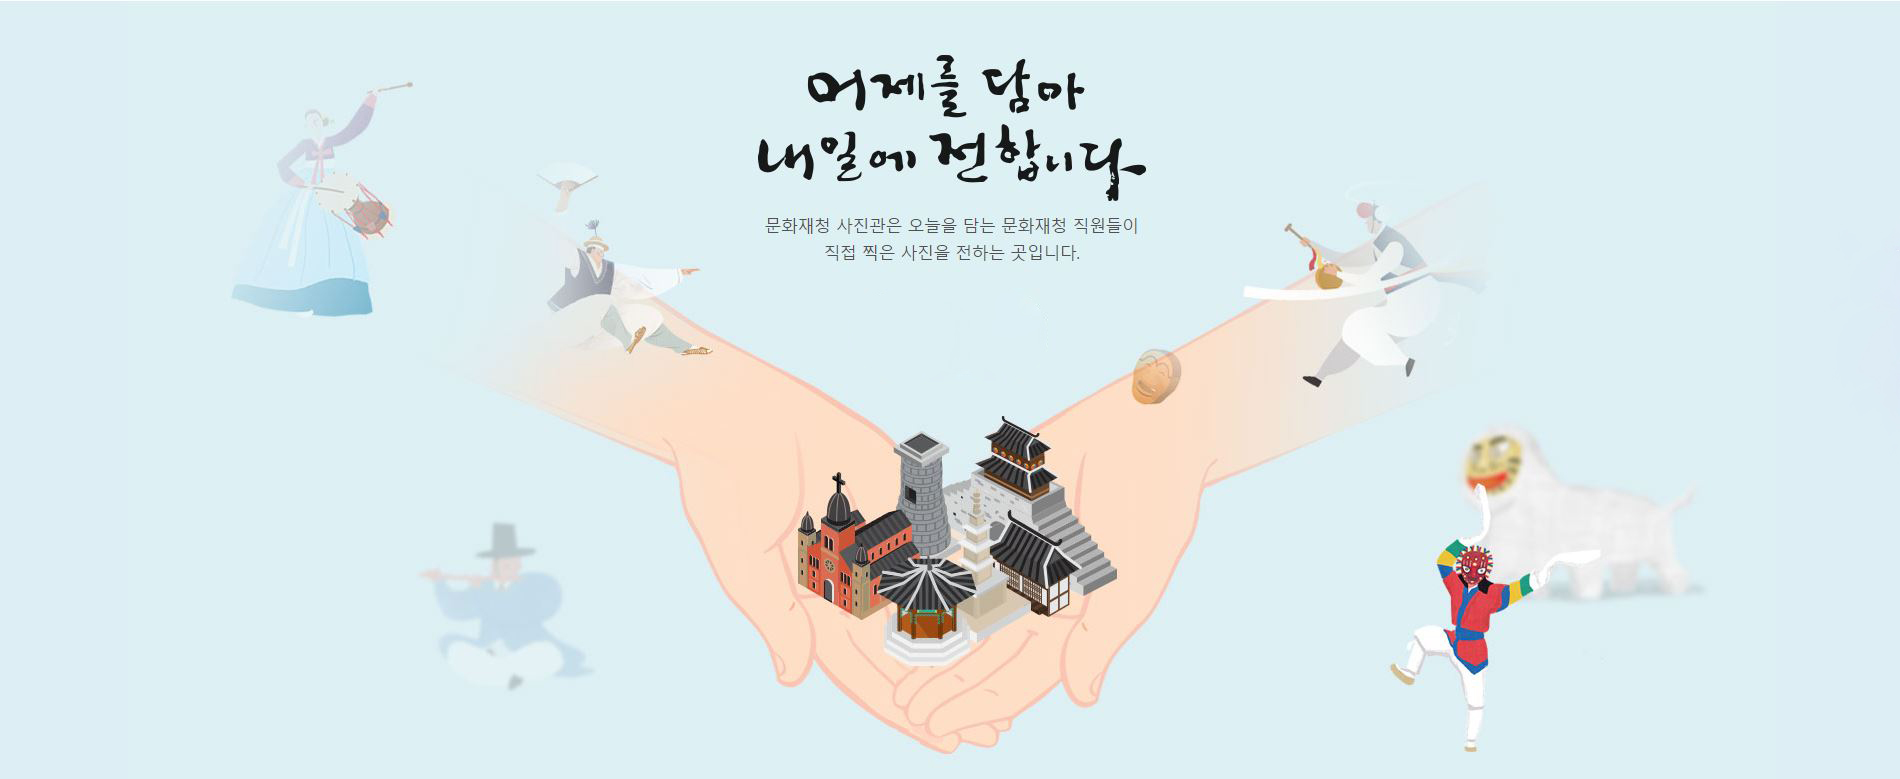 어제를 담아
내일에 전합니다
문화재청 사진관은 오늘을 담는 문화재청 직원들이
직접 찍은 사진을 전하는 곳입니다.